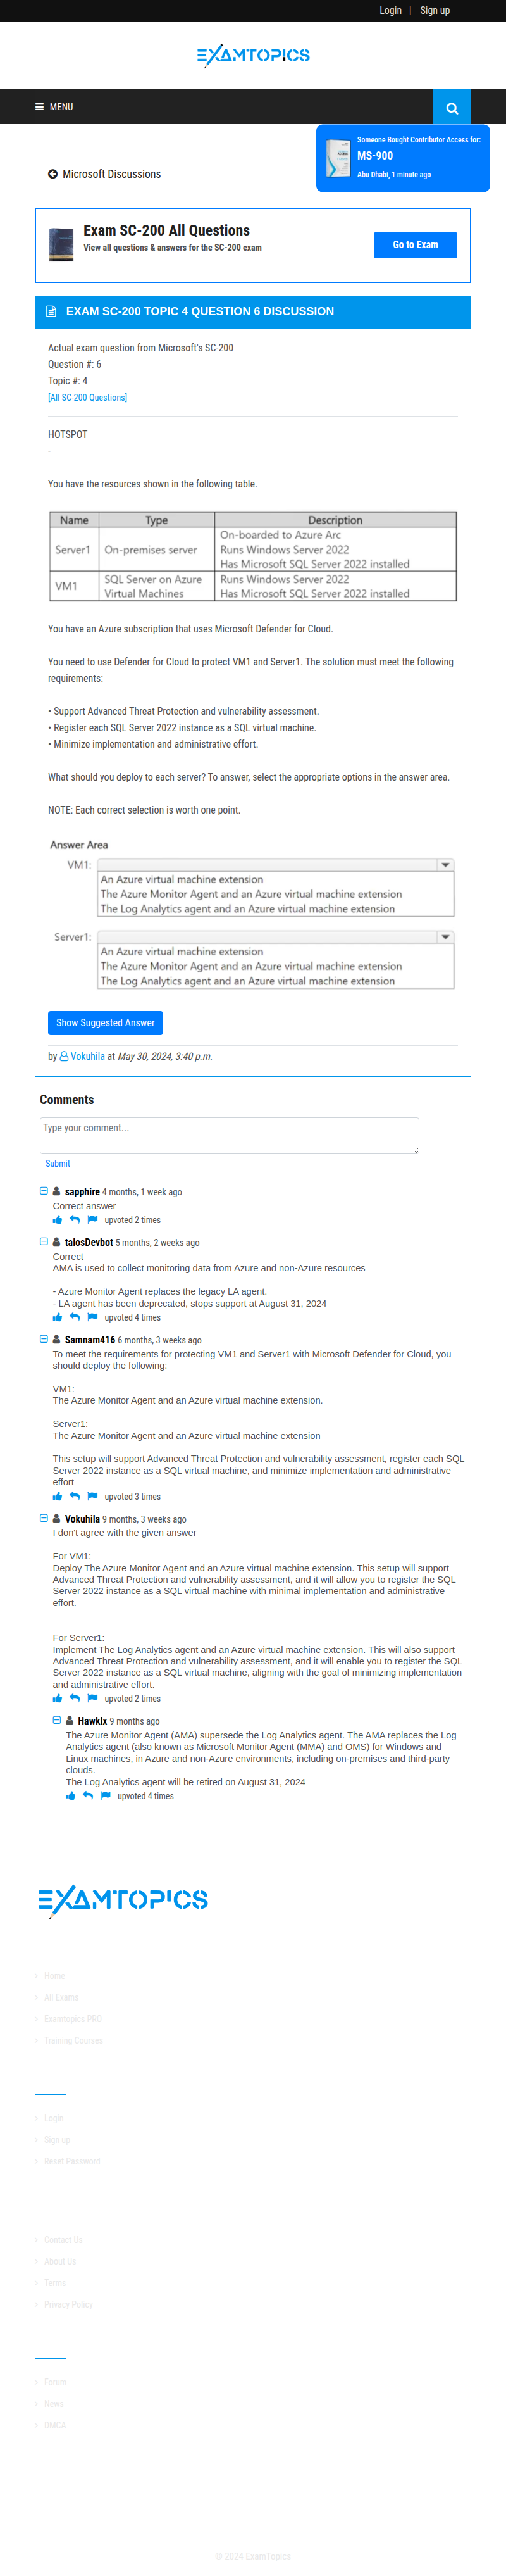 Login | Sign up
EXAMTOPICS
MENU
Someone Bought Contributor Access for:
MS-900
Abu Dhabi, 1 minute ago
Microsoft Discussions
Exam SC-200 All Questions
View all questions & answers for the SC-200 exam
Go to Exam
EXAM SC-200 TOPIC 4 QUESTION 6 DISCUSSION
Actual exam question from Microsoft's SC-200
Question #: 6
Topic #: 4
[All SC-200 Questions]
HOTSPOT
-
You have the resources shown in the following table.
Name Type Description
Server1 On-premises server On-boarded to Azure Arc
Runs Windows Server 2022
Has Microsoft SQL Server 2022 installed
VM1 SQL Server on Azure Virtual Machines Runs Windows Server 2022
Has Microsoft SQL Server 2022 installed
You have an Azure subscription that uses Microsoft Defender for Cloud.
You need to use Defender for Cloud to protect VM1 and Server1. The solution must meet the following
requirements:
• Support Advanced Threat Protection and vulnerability assessment.
• Register each SQL Server 2022 instance as a SQL virtual machine.
• Minimize implementation and administrative effort.
What should you deploy to each server? To answer, select the appropriate options in the answer area.
NOTE: Each correct selection is worth one point.
Answer Area
VM1:
An Azure virtual machine extension
The Azure Monitor Agent and an Azure virtual machine extension
The Log Analytics agent and an Azure virtual machine extension
Server1:
An Azure virtual machine extension
The Azure Monitor Agent and an Azure virtual machine extension
The Log Analytics agent and an Azure virtual machine extension
Show Suggested Answer
by Vokuhila at May 30, 2024, 3:40 p.m.
Comments
Type your comment...
Submit
sapphire 4 months, 1 week ago
Correct answer
upvoted 2 times
talosDevbot 5 months, 2 weeks ago
Correct
AMA is used to collect monitoring data from Azure and non-Azure resources
- Azure Monitor Agent replaces the legacy LA agent.
- LA agent has been deprecated, stops support at August 31, 2024
upvoted 4 times
Samnam416 6 months, 3 weeks ago
To meet the requirements for protecting VM1 and Server1 with Microsoft Defender for Cloud, you
should deploy the following:
VM1:
The Azure Monitor Agent and an Azure virtual machine extension.
Server1:
The Azure Monitor Agent and an Azure virtual machine extension
This setup will support Advanced Threat Protection and vulnerability assessment, register each SQL
Server 2022 instance as a SQL virtual machine, and minimize implementation and administrative
effort
upvoted 3 times
Vokuhila 9 months, 3 weeks ago
I don't agree with the given answer
For VM1:
Deploy The Azure Monitor Agent and an Azure virtual machine extension. This setup will support
Advanced Threat Protection and vulnerability assessment, and it will allow you to register the SQL
Server 2022 instance as a SQL virtual machine with minimal implementation and administrative
effort.
For Server1:
Implement The Log Analytics agent and an Azure virtual machine extension. This will also support
Advanced Threat Protection and vulnerability assessment, and it will enable you to register the SQL
Server 2022 instance as a SQL virtual machine, aligning with the goal of minimizing implementation
and administrative effort.
upvoted 2 times
Hawklx 9 months ago
The Azure Monitor Agent (AMA) supersede the Log Analytics agent. The AMA replaces the Log
Analytics agent (also known as Microsoft Monitor Agent (MMA) and OMS) for Windows and
Linux machines, in Azure and non-Azure environments, including on-premises and third-party
clouds.
The Log Analytics agent will be retired on August 31, 2024
upvoted 4 times
EXAMTOPICS
Home
All Exams
Examtopics PRO
Training Courses
Login
Sign up
Reset Password
Contact Us
About Us
Terms
Privacy Policy
Forum
News
DMCA
© 2024 ExamTopics